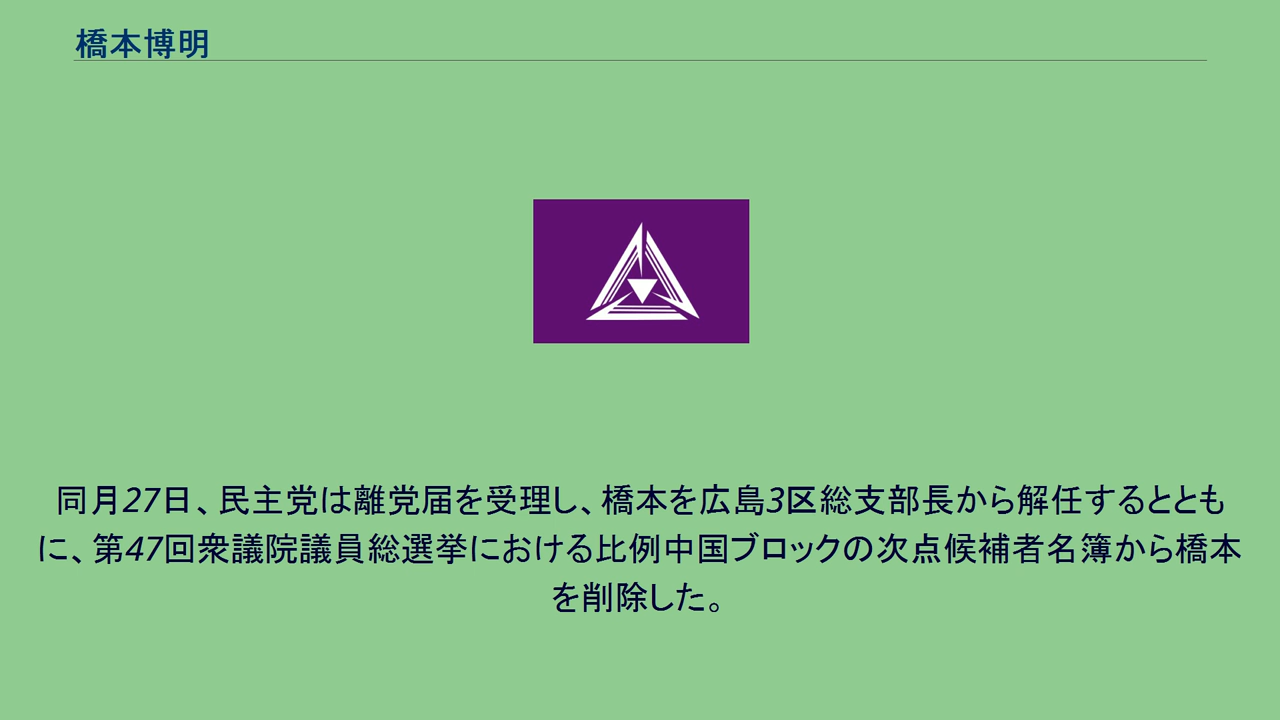 橋本博明
同月27日、民主党は離党届を受理し、橋本を広島3区総支部長から解任するととも
に、第47回衆議院議員総選挙における比例中国ブロックの次点候補者名簿から橋本
を削除した。